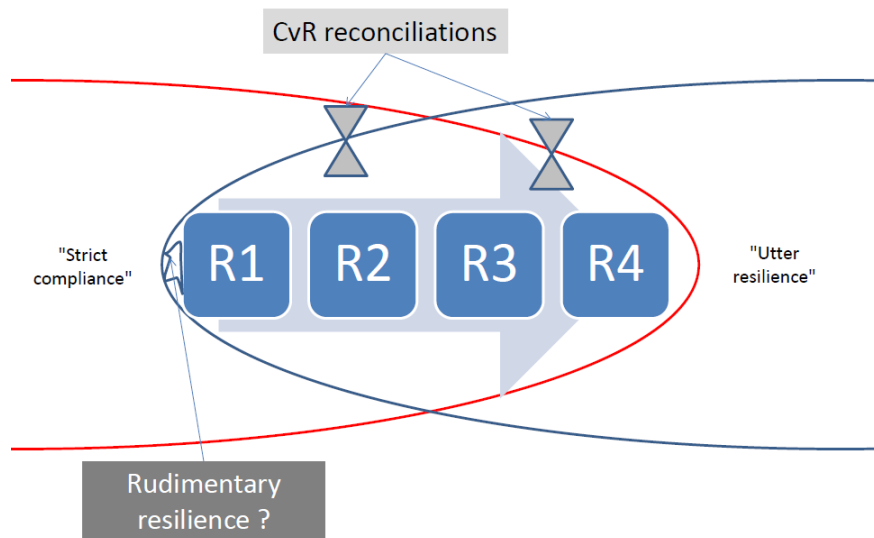 CvR reconciliations
"Strict
compliance"
R1 R2 R3 R4
"Utter
resilience"
Rudimentary
resilience ?